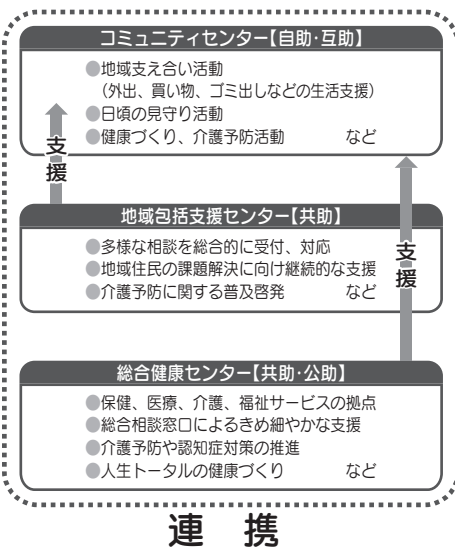 コミュニティセンター【自助・互助】
●地域支え合い活動
（外出、買い物、ゴミ出しなどの生活支援）
●日頃の見守り活動
●健康づくり、介護予防活動　など
支援
地域包括支援センター【共助】
●多様な相談を総合的に受付、対応
●地域住民の課題解決に向け継続的な支援
●介護予防に関する普及啓発　など
支援
総合健康センター【共助・公助】
●保健、医療、介護、福祉サービスの拠点
●総合相談窓口によるきめ細やかな支援
●介護予防や認知症対策の推進
●人生トータルの健康づくり　など
連　携